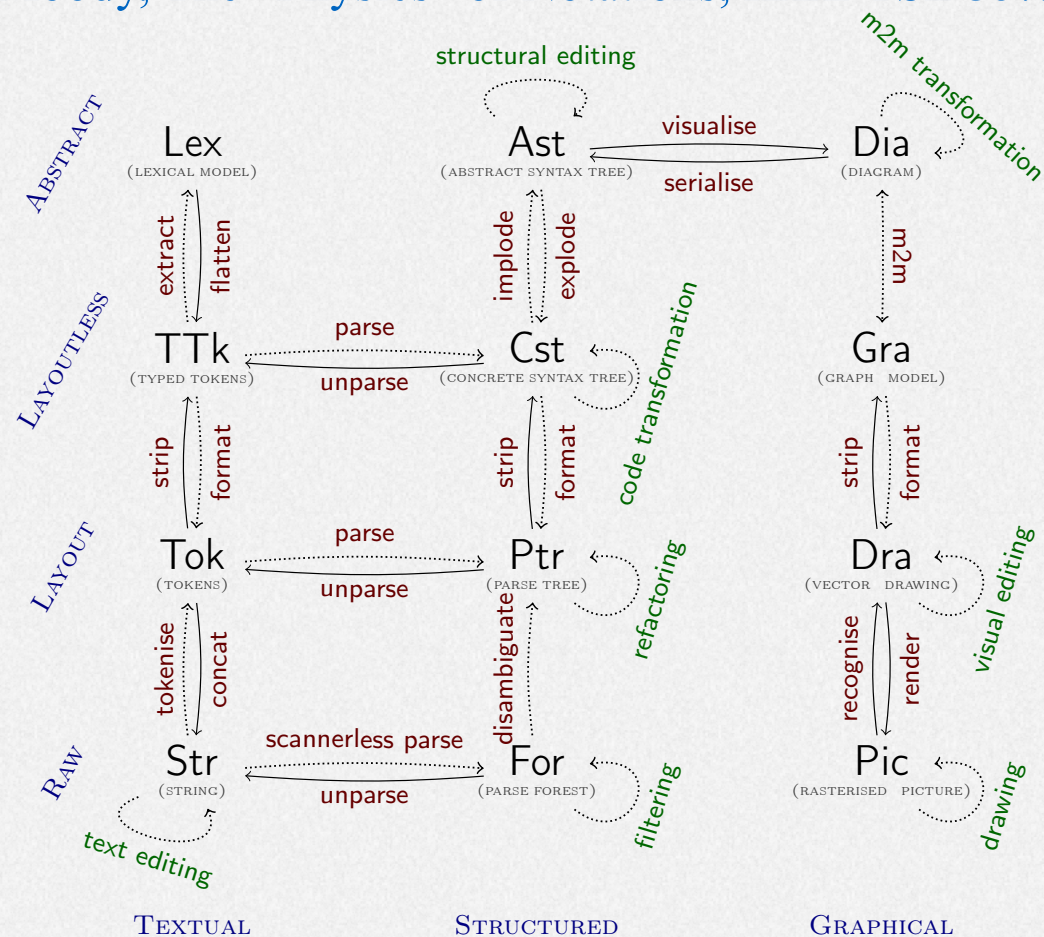 structural editing
m2m transformation
ABSTRACT
Lex
(LEXICAL MODEL)
Ast
(ABSTRACT SYNTAX TREE)
visualise
serialise
Dia
(DIAGRAM)
extract
flatten
implode
explode
m2m
LAYOUTLESS
TTk
(TYPED TOKENS)
parse
unparse
Cst
(CONCRETE SYNTAX TREE)
code transformation
Gra
(GRAPH MODEL)
strip
format
strip
format
strip
format
LAYOUT
Tok
(TOKENS)
parse
unparse
Ptr
(PARSE TREE)
refactoring
Dra
(VECTOR DRAWING)
visual editing
tokenise
concat
disambiguate
recognise
render
RAW
Str
(STRING)
scannerless parse
unparse
For
(PARSE FOREST)
filtering
Pic
(RASTERISED PICTURE)
drawing
text editing
TEXTUAL
STRUCTURED
GRAPHICAL